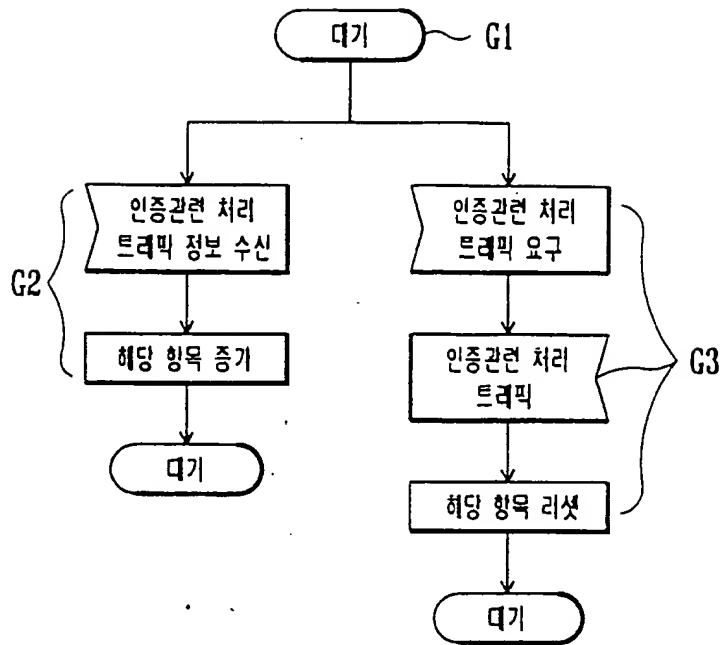 대기
G1
인증관련 처리
트래픽 정보 수신
G2
해당 항목 증가
대기
인증관련 처리
트래픽 요구
인증관련 처리
트래픽
G3
해당 항목 리셋
대기